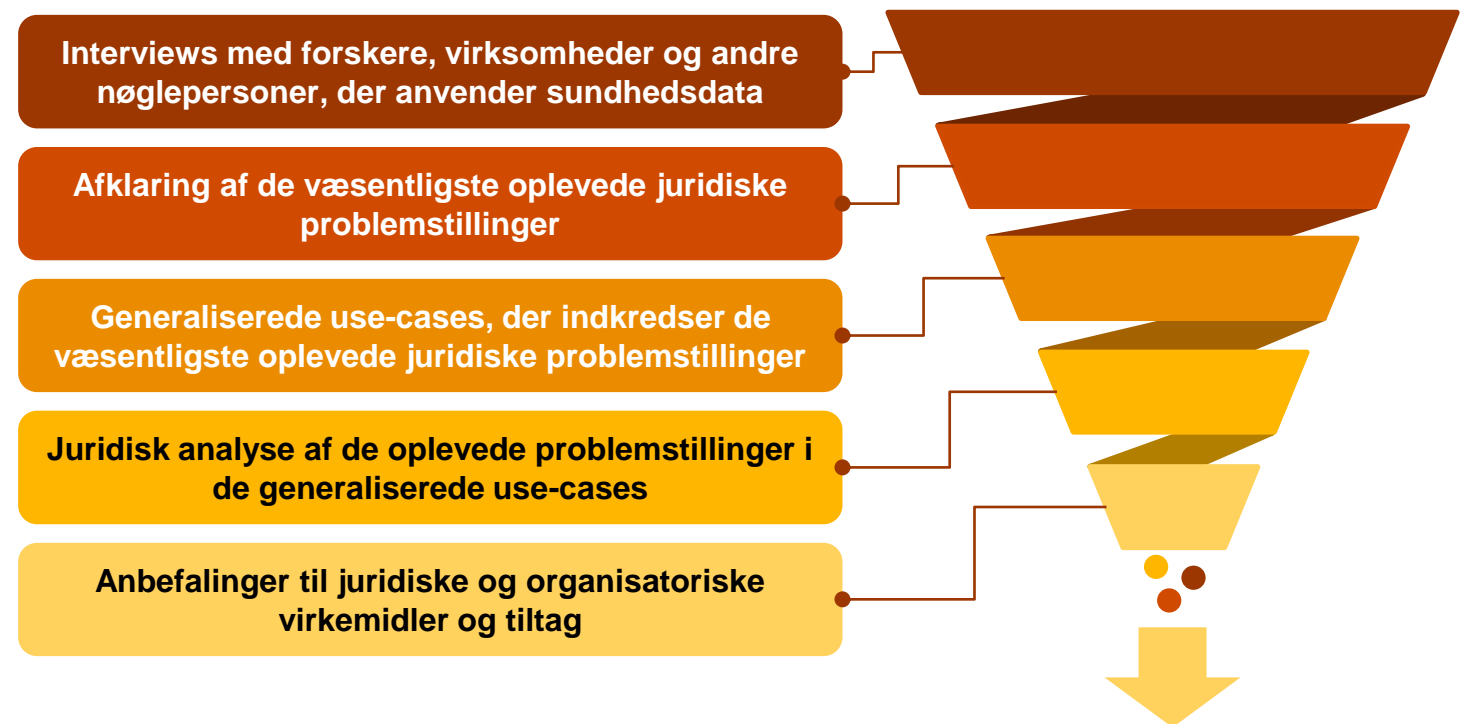 Interviews med forskere, virksomheder og andre
nøglepersoner, der anvender sundhedsdata
Afklaring af de væsentligste oplevede juridiske
problemstillinger
Generaliserede use-cases, der indkredser de
væsentligste oplevede juridiske problemstillinger
Juridisk analyse af de oplevede problemstillinger i
de generaliserede use-cases
Anbefalinger til juridiske og organisatoriske
virkemidler og tiltag